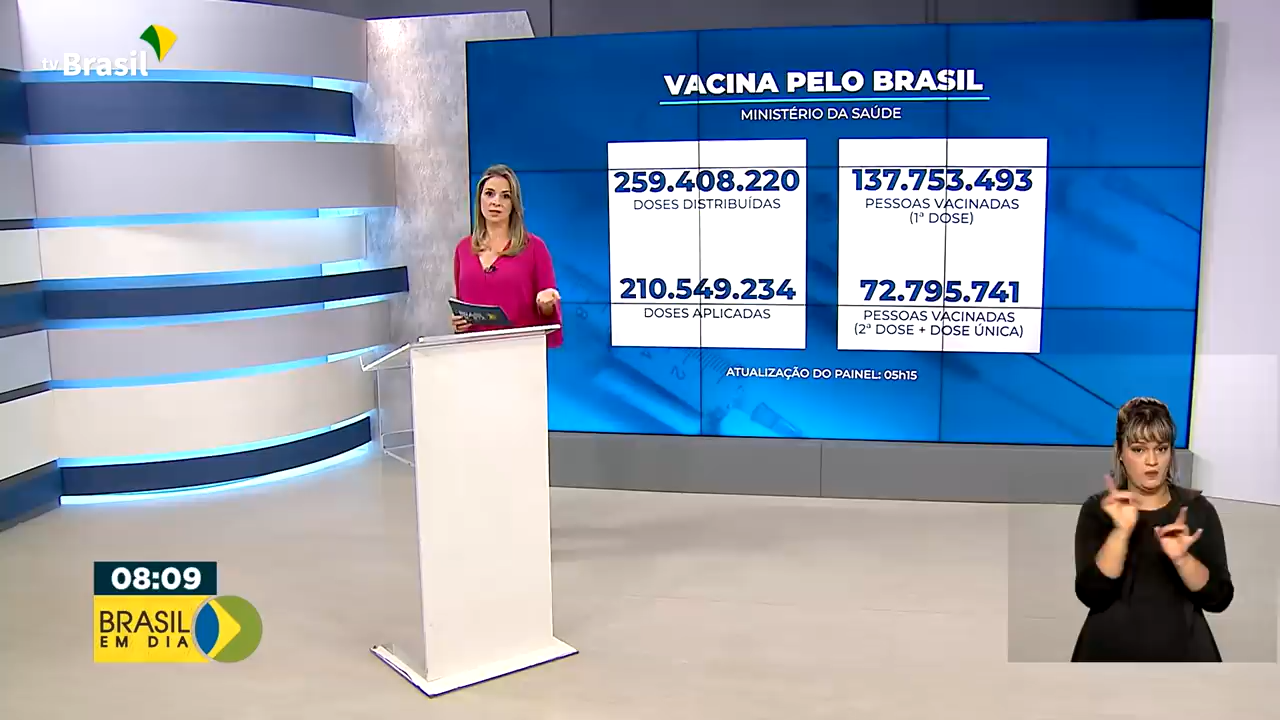 tv Brasil
VACINA PELO BRASIL
MINISTÉRIO DA SAÚDE
259.408.220
DOSES DISTRIBUÍDAS
210.549.234
DOSES APLICADAS
137.753.493
PESSOAS VACINADAS
(1ª DOSE)
72.795.741
PESSOAS VACINADAS
(2ª DOSE + DOSE ÚNICA)
ATUALIZAÇÃO DO PAINEL: 05h15
08:09
BRASIL
EM DIA